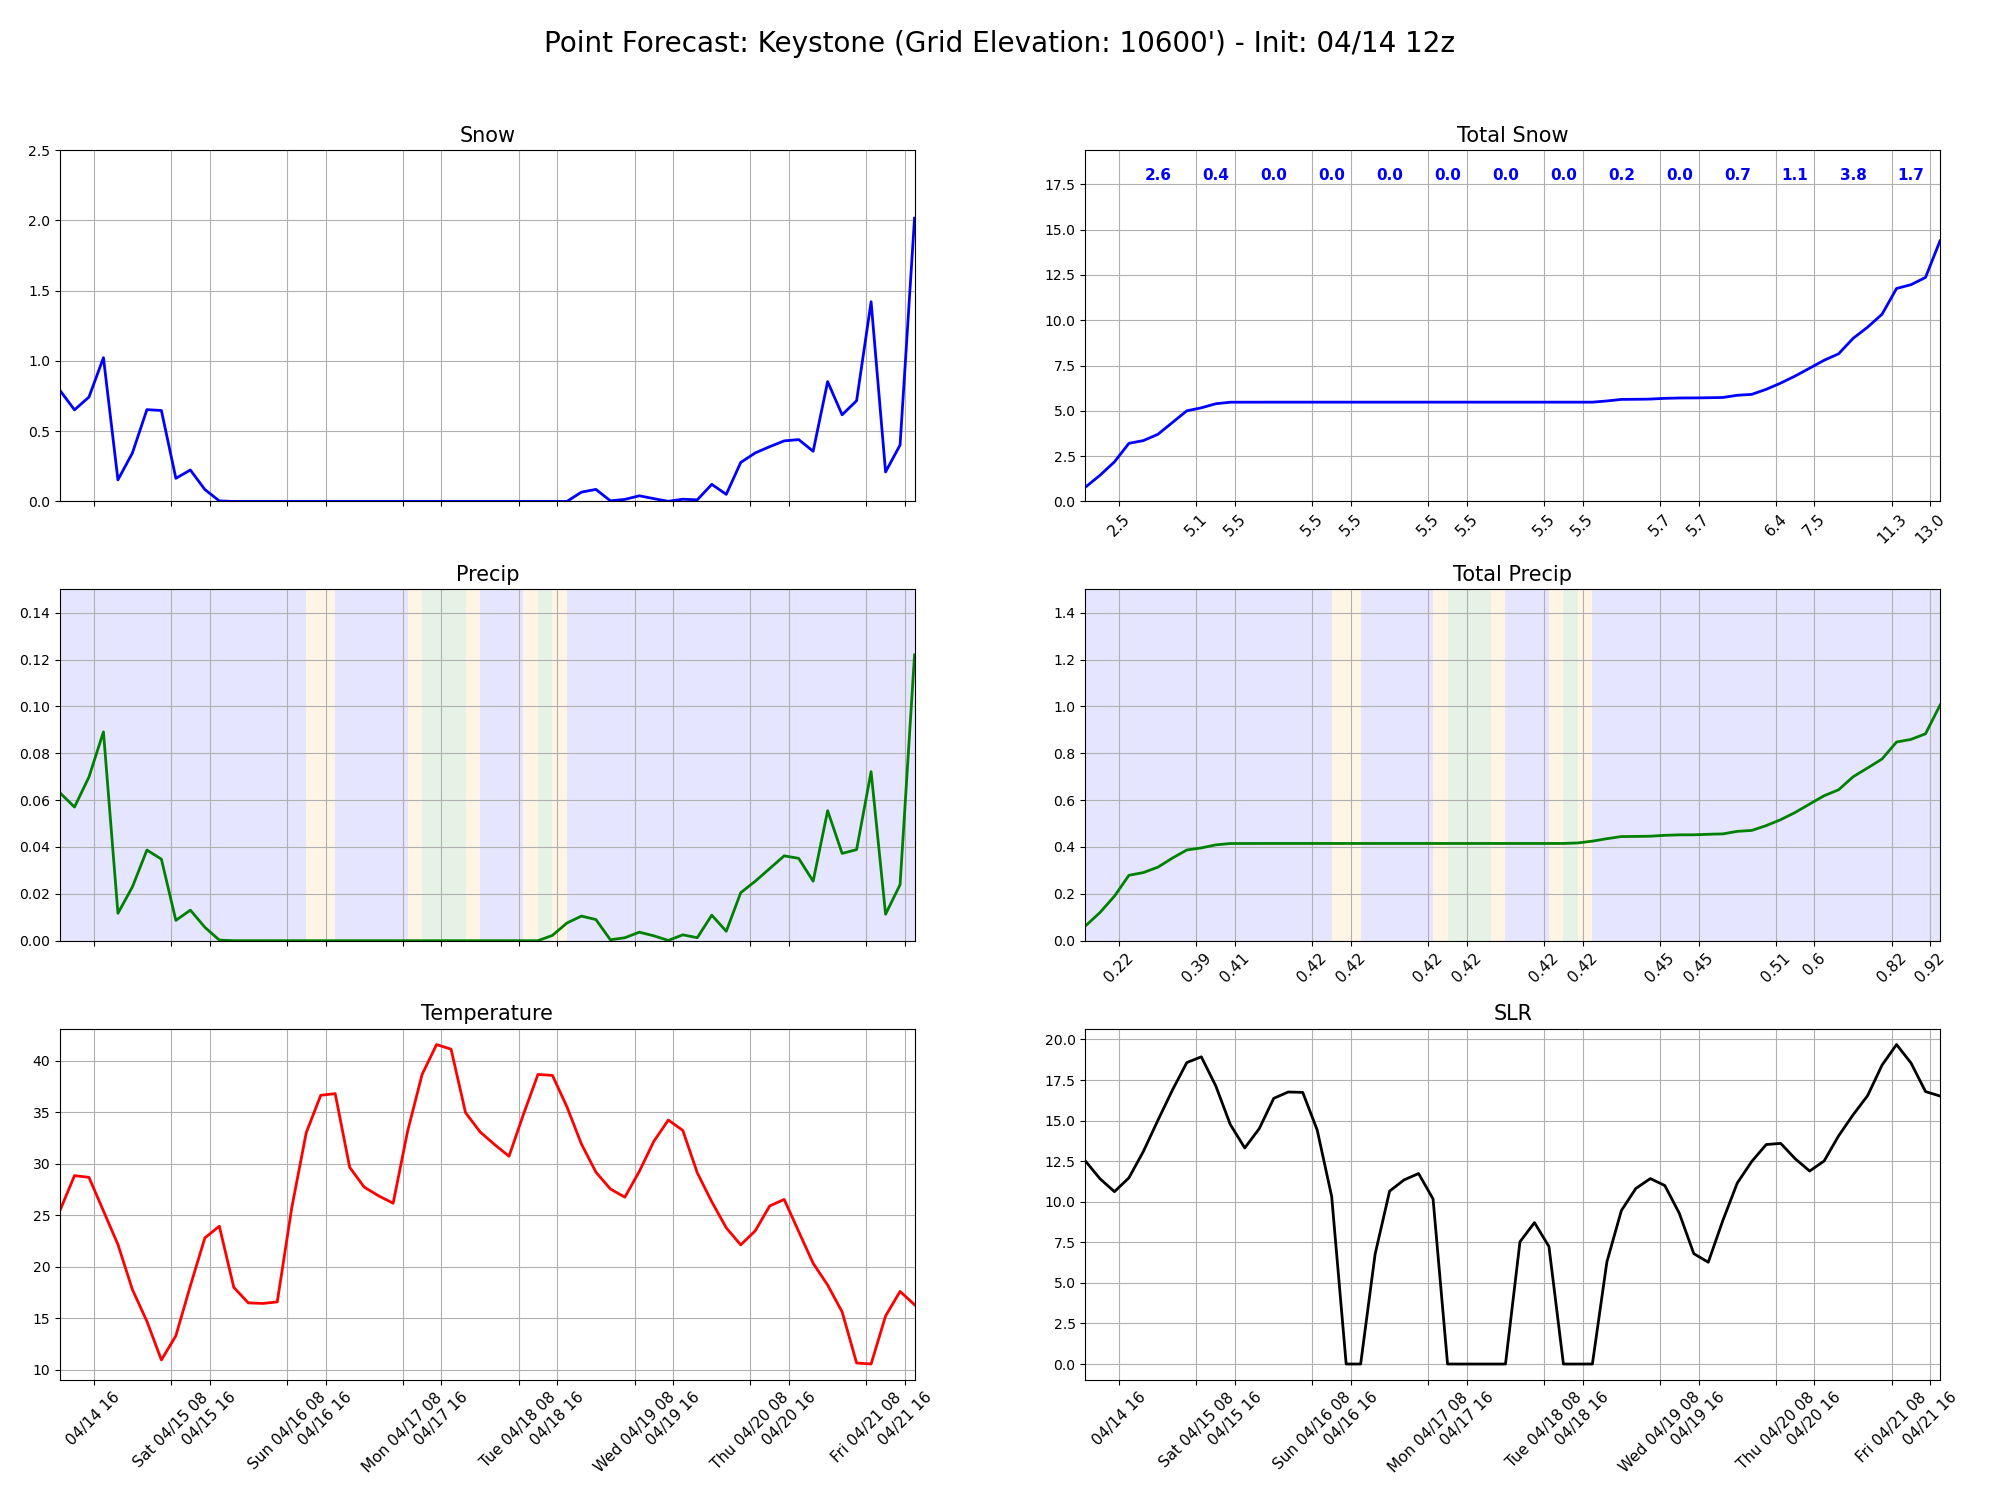 Point Forecast: Keystone (Grid Elevation: 10600') - Init: 04/14 12z
Snow
2.5
2.0
1.5
1.0
0.5
0.0
Total Snow
2.6 0.4 0.0 0.0 0.0 0.0 0.0 0.0 0.2 0.0 0.7 1.1 3.8 1.7
17.5
15.0
12.5
10.0
7.5
5.0
2.5
0.0
2.5 5.1 5.5 5.5 5.5 5.5 5.5 5.5 5.5 5.7 5.7 6.4 7.5 11.3 13.0
Precip
0.14
0.12
0.10
0.08
0.06
0.04
0.02
0.00
Total Precip
1.4
1.2
1.0
0.8
0.6
0.4
0.2
0.0
0.22 0.39 0.41 0.42 0.42 0.42 0.42 0.42 0.42 0.45 0.45 0.51 0.6 0.82 0.92
Temperature
40
35
30
25
20
15
10
04/14 16
Sat 04/15 08
04/15 16
Sun 04/16 08
04/16 16
Mon 04/17 08
04/17 16
Tue 04/18 08
04/18 16
Wed 04/19 08
04/19 16
Thu 04/20 08
04/20 16
Fri 04/21 08
04/21 16
SLR
20.0
17.5
15.0
12.5
10.0
7.5
5.0
2.5
0.0
04/14 16
Sat 04/15 08
04/15 16
Sun 04/16 08
04/16 16
Mon 04/17 08
04/17 16
Tue 04/18 08
04/18 16
Wed 04/19 08
04/19 16
Thu 04/20 08
04/20 16
Fri 04/21 08
04/21 16